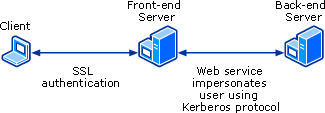 Client
Front-end
Server
Back-end
Server
SSL
authentication
Web service
impersonates
user using
Kerberos protocol